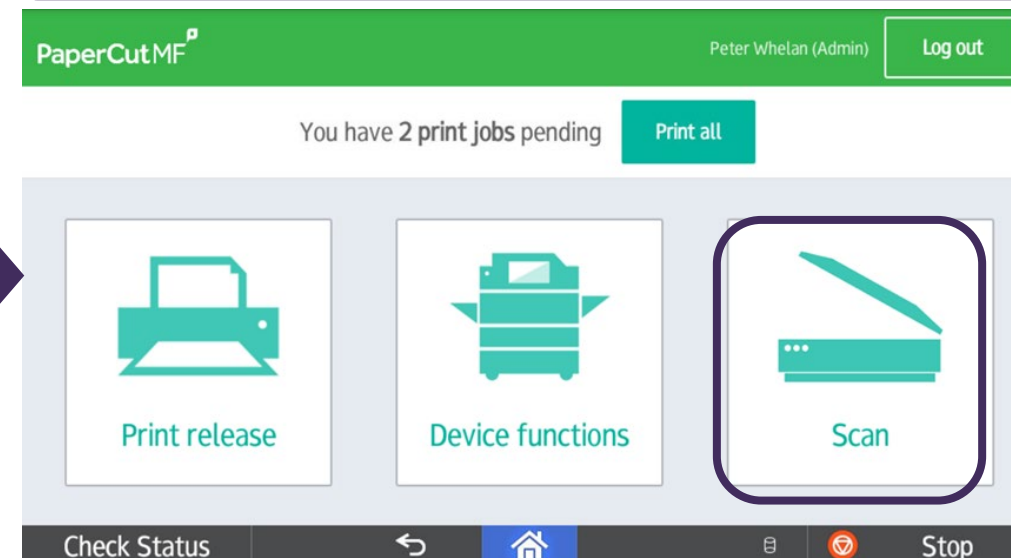 PaperCut MF
Peter Whelan (Admin)
Log out
You have 2 print jobs pending
Print all
Print release
Device functions
Scan
Check Status
Stop